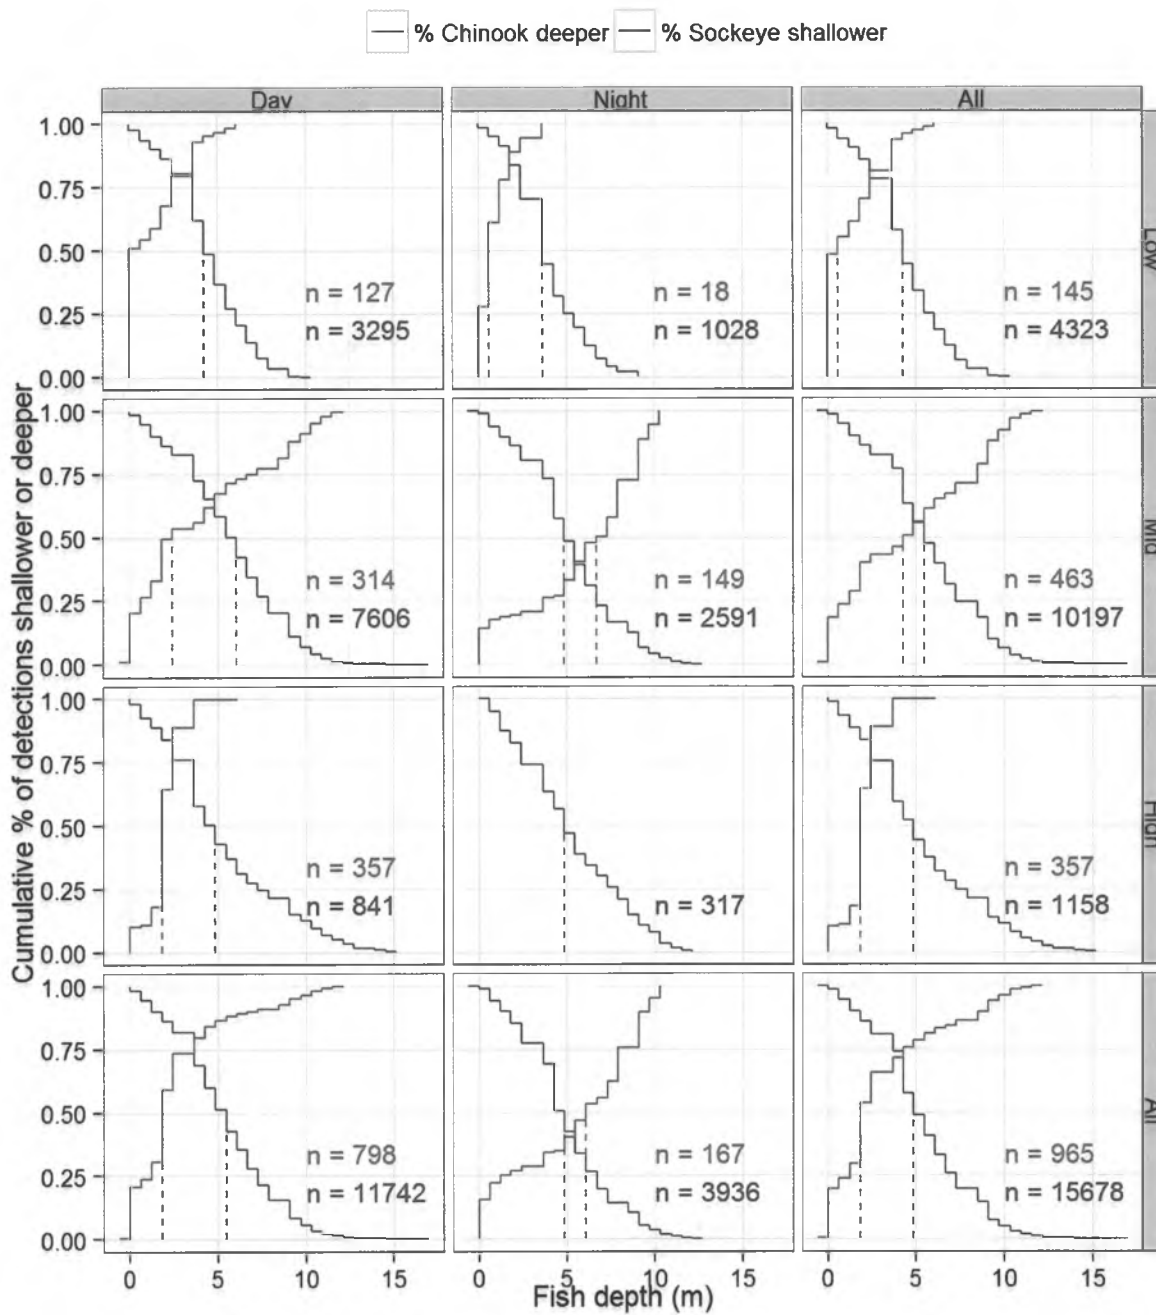 % Chinook deeper % Sockeye shallower
Day Night All
1.00
0.75
0.50
0.25
0.00
n = 127
n = 3295
n = 18
n = 1028
n = 145
n = 4323
Low
1.00
0.75
0.50
0.25
0.00
n = 314
n = 7606
n = 149
n = 2591
n = 463
n = 10197
Mid
1.00
0.75
0.50
0.25
0.00
n = 357
n = 841
n = 317
n = 357
n = 1158
High
1.00
0.75
0.50
0.25
0.00
n = 798
n = 11742
n = 167
n = 3936
n = 965
n = 15678
All
Cumulative % of detections shallower or deeper
0 5 10 15 0 5 10 15 0 5 10 15
Fish depth (m)